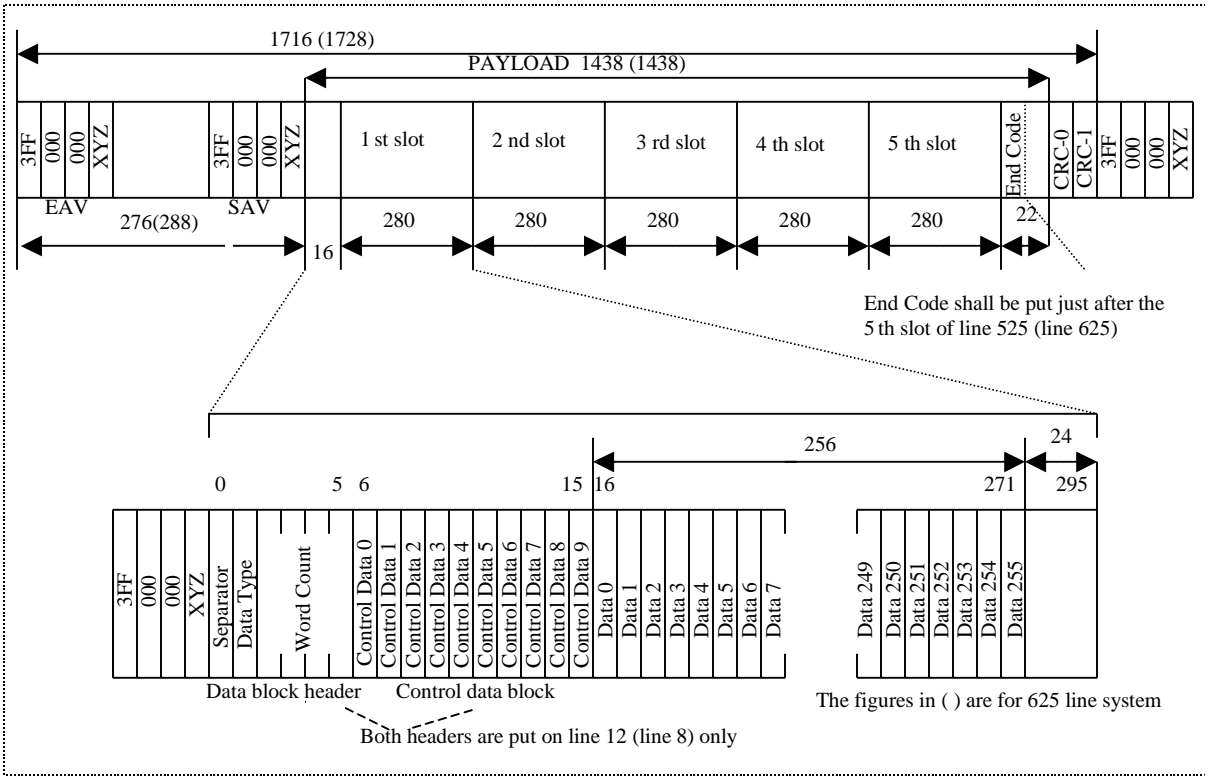 1716 (1728)
PAYLOAD 1438 (1438)
3FF 000 000 XYZ 3FF 000 000 XYZ 1 st slot 2 nd slot 3 rd slot 4 th slot 5 th slot End Code CRC-0 CRC-1 3FF 000 000 XYZ
EAV SAV
276(288) 16 280 280 280 280 280 22
End Code shall be put just after the
5 th slot of line 525 (line 625)
256 24
0 5 6 15 16 271 295
3FF 000 000 XYZ Separator Data Type Word Count Control Data 0 Control Data 1 Control Data 2 Control Data 3 Control Data 4 Control Data 5 Control Data 6 Control Data 7 Control Data 8 Control Data 9 Data 0 Data 1 Data 2 Data 3 Data 4 Data 5 Data 6 Data 7 Data 249 Data 250 Data 251 Data 252 Data 253 Data 254 Data 255
Data block header Control data block
The figures in ( ) are for 625 line system
Both headers are put on line 12 (line 8) only